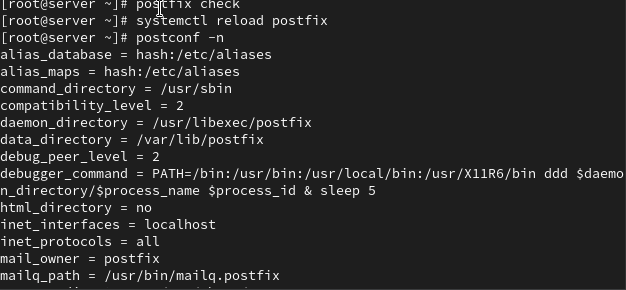 [root@server ~]# postfix check
[root@server ~]# systemctl reload postfix
[root@server ~]# postconf -n
alias_database = hash:/etc/aliases
alias_maps = hash:/etc/aliases
command_directory = /usr/sbin
compatibility_level = 2
daemon_directory = /usr/libexec/postfix
data_directory = /var/lib/postfix
debug_peer_level = 2
debugger_command = PATH=/bin:/usr/bin:/usr/local/bin:/usr/X11R6/bin ddd $daemo
n_directory/$process_name $process_id & sleep 5
html_directory = no
inet_interfaces = localhost
inet_protocols = all
mail_owner = postfix
mailq_path = /usr/bin/mailq.postfix